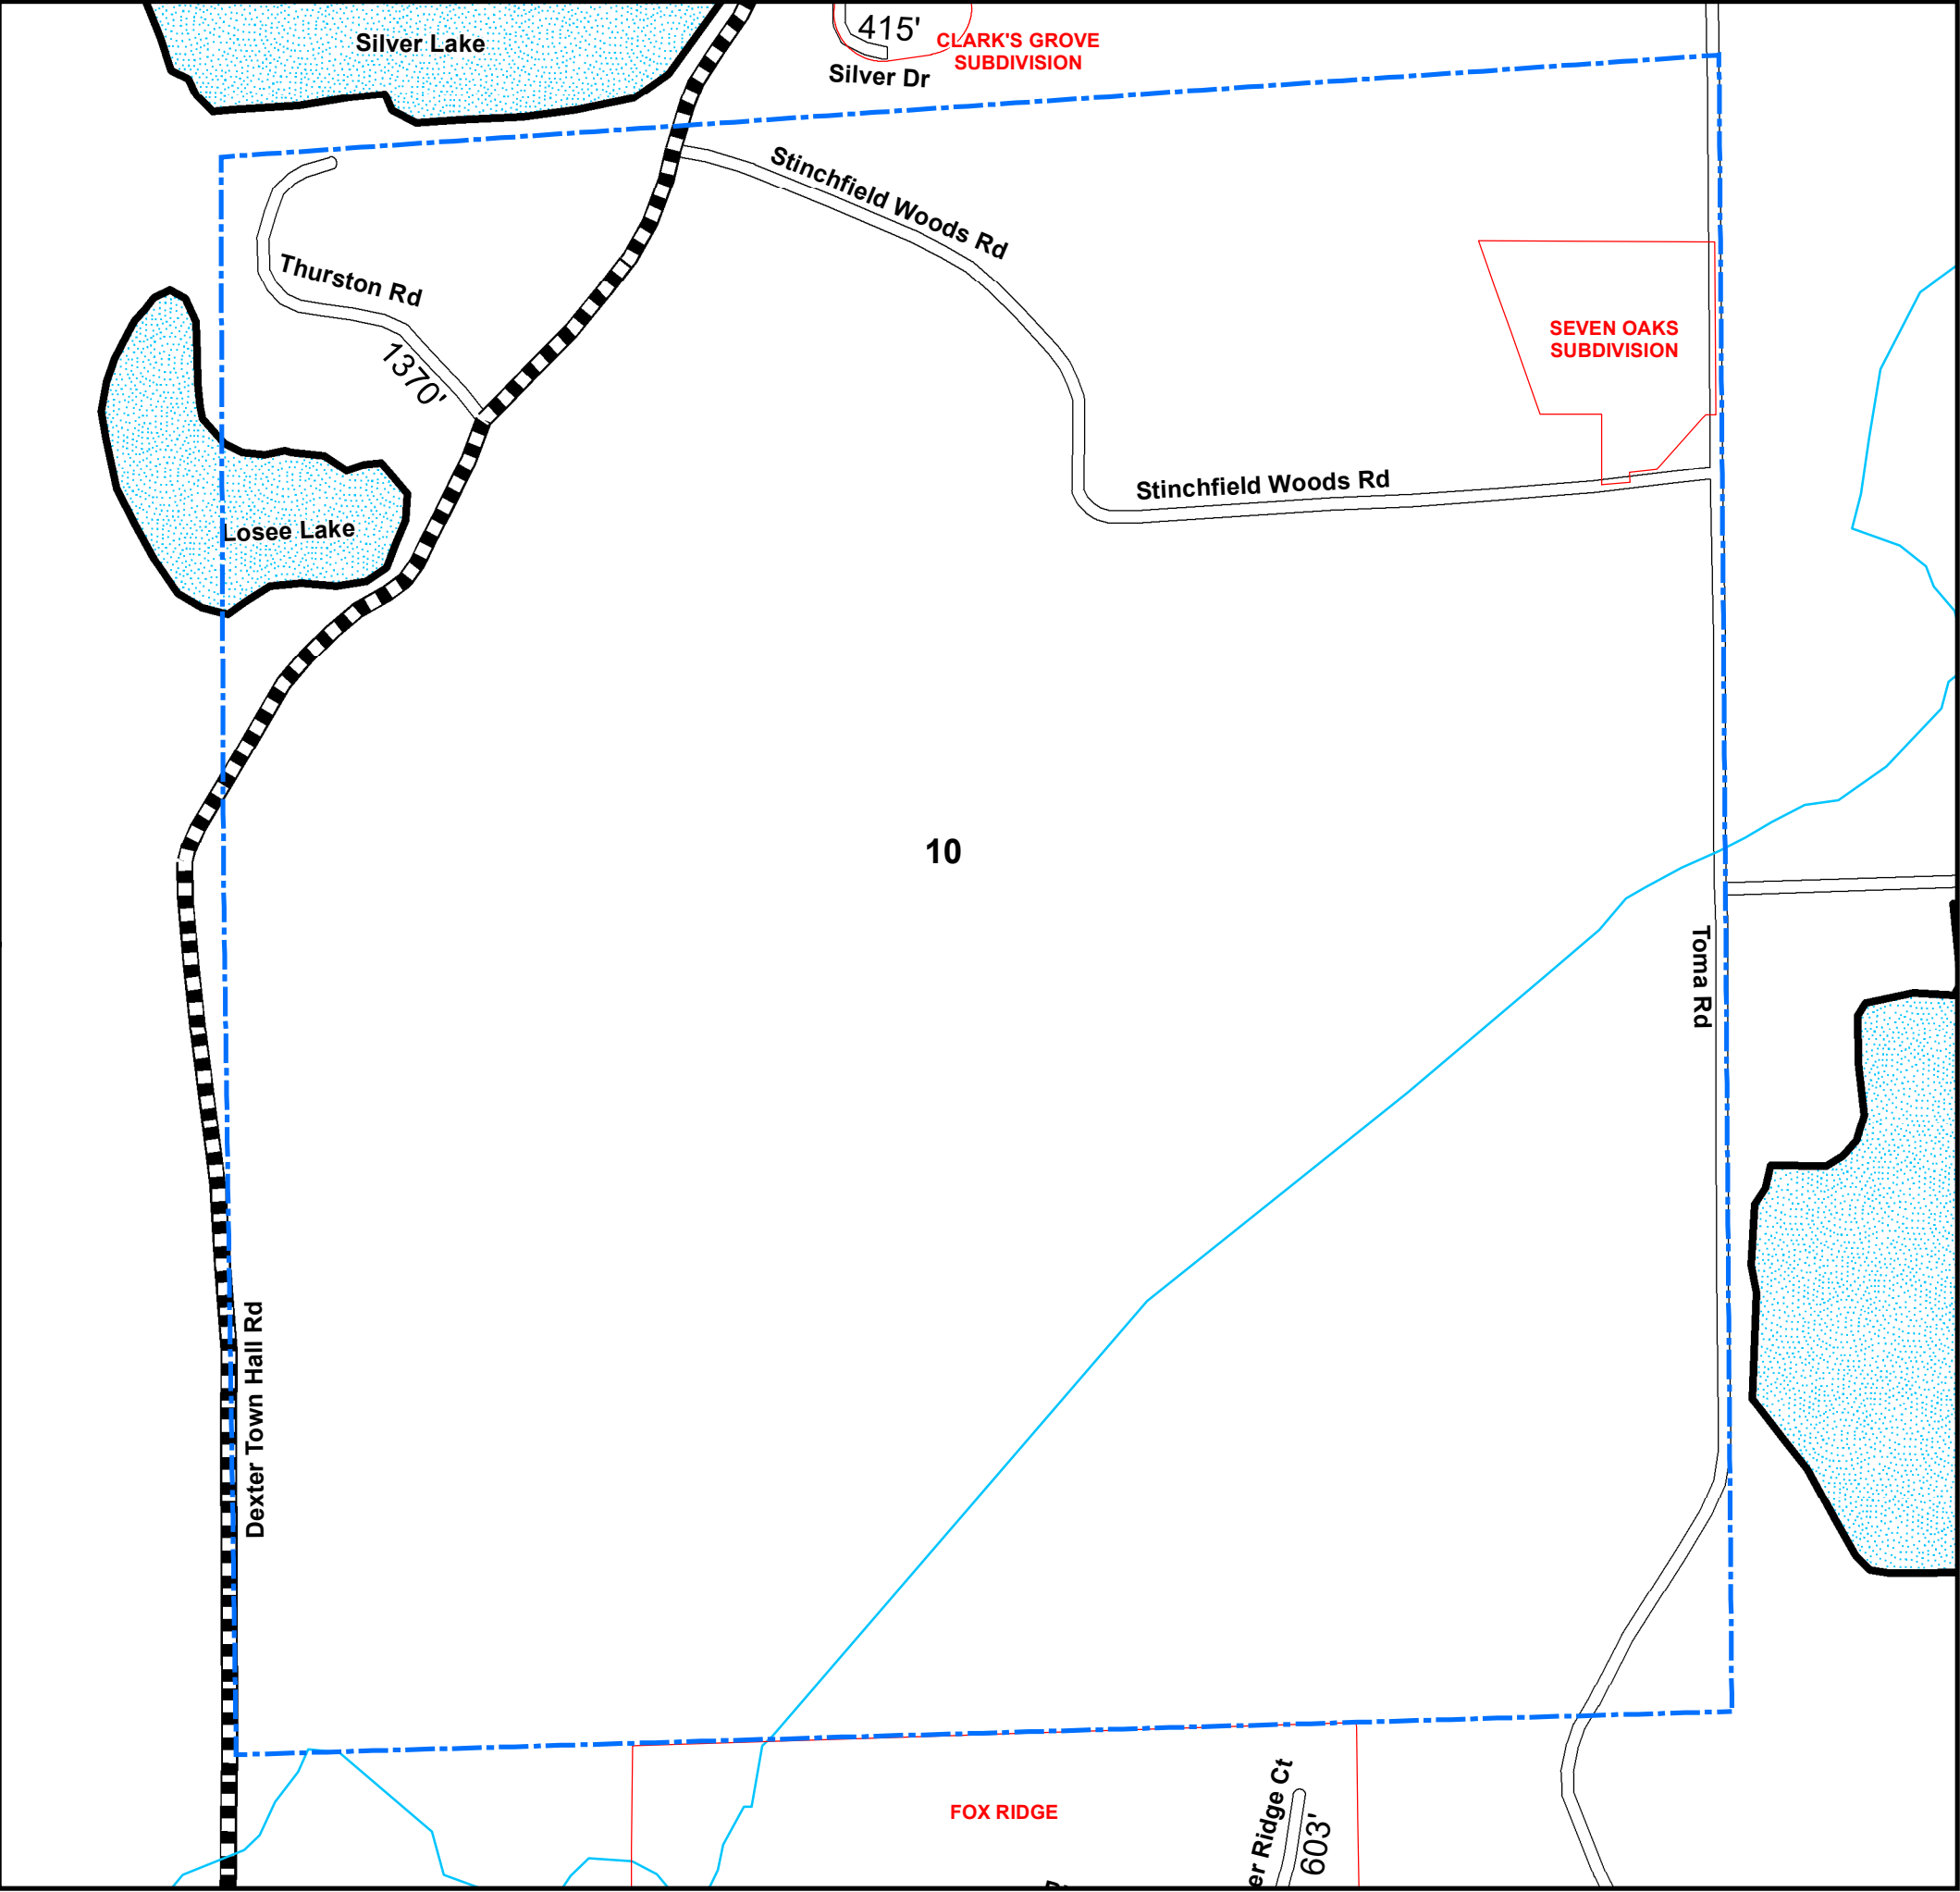 Silver Lake
415'
CLARK'S GROVE
SUBDIVISION
Silver Dr
Stinchfield Woods Rd
Thurston Rd
1370'
SEVEN OAKS
SUBDIVISION
Stinchfield Woods Rd
Losee Lake
10
Toma Rd
Dexter Town Hall Rd
FOX RIDGE
er Ridge Ct
603'